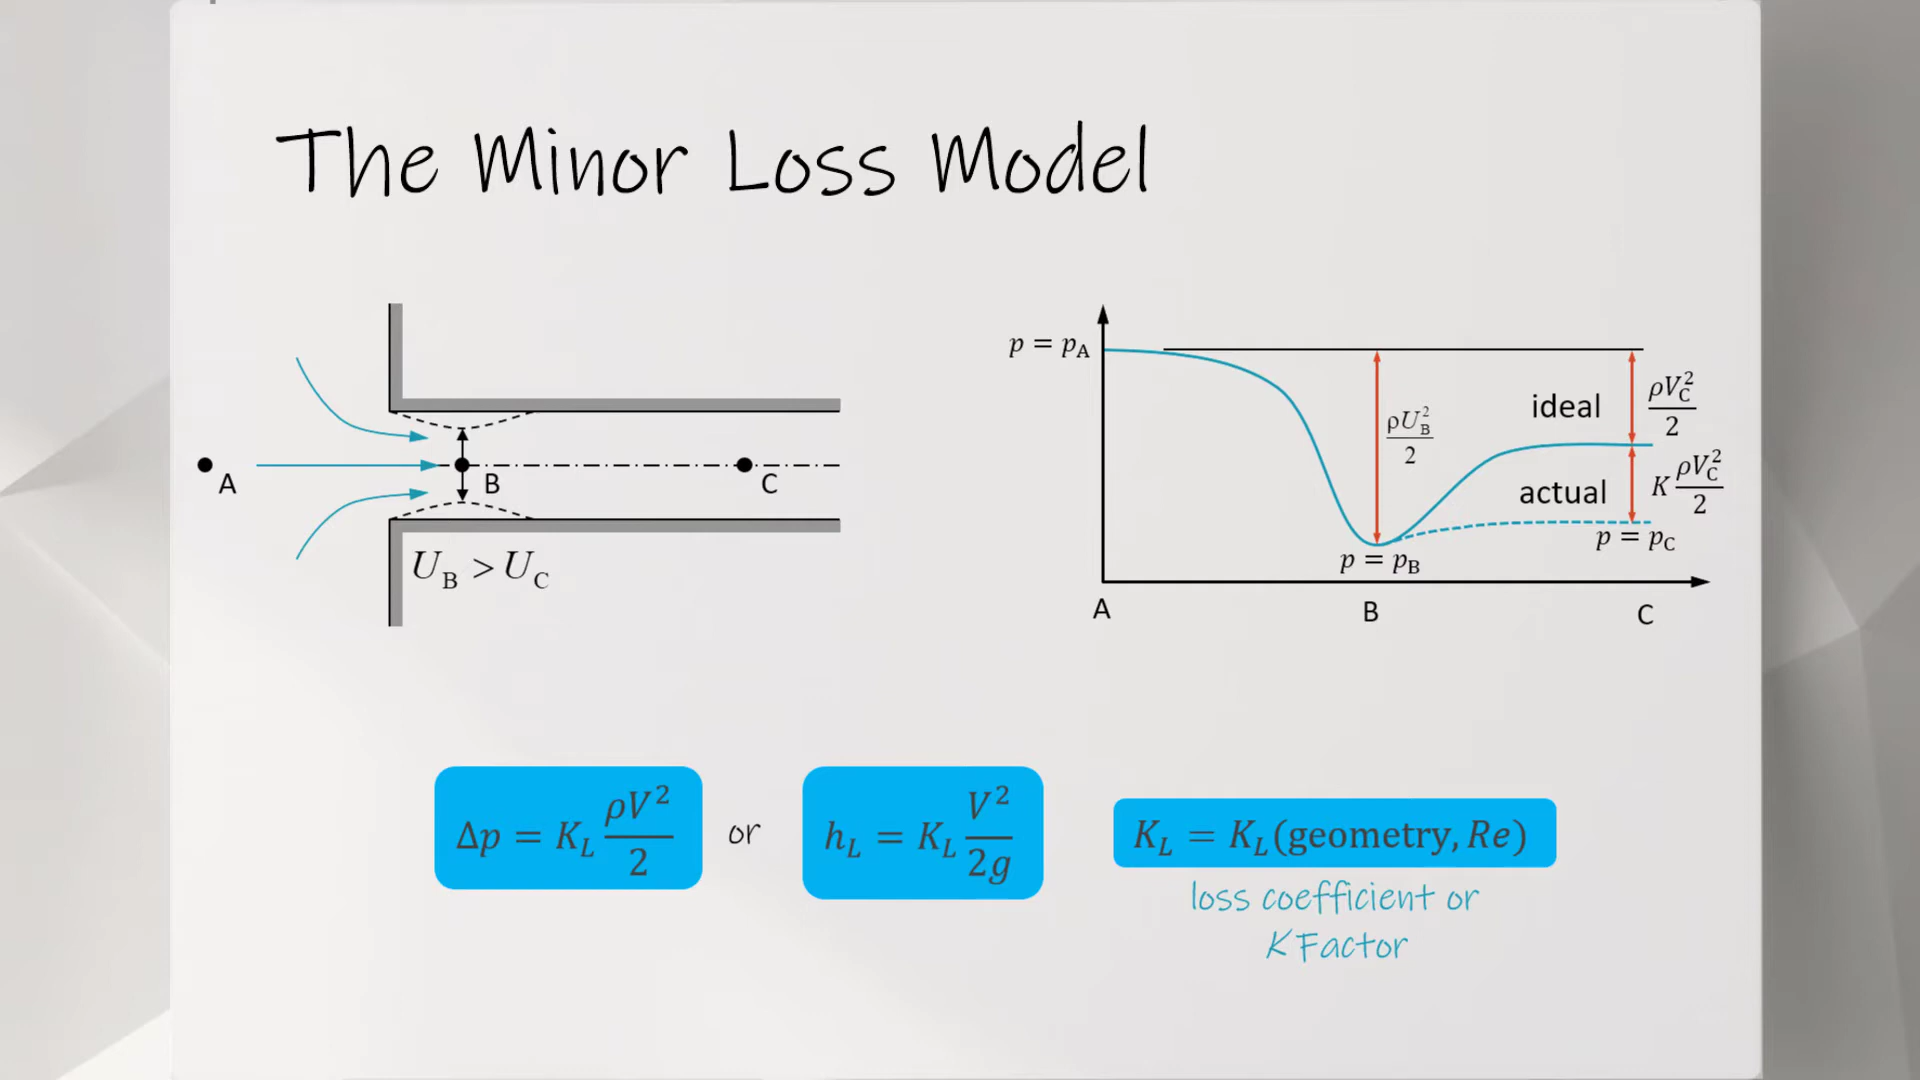 The Minor Loss Model
A
B
C
U_B > U_C
p = p_A
ρU_B^2/2
ideal
ρV_C^2/2
actual
K ρV_C^2/2
p = p_C
p = p_B
A
B
C
Δp = K_L ρV^2/2
or
h_L = K_L V^2/2g
K_L = K_L(geometry, Re)
loss coefficient or
K Factor